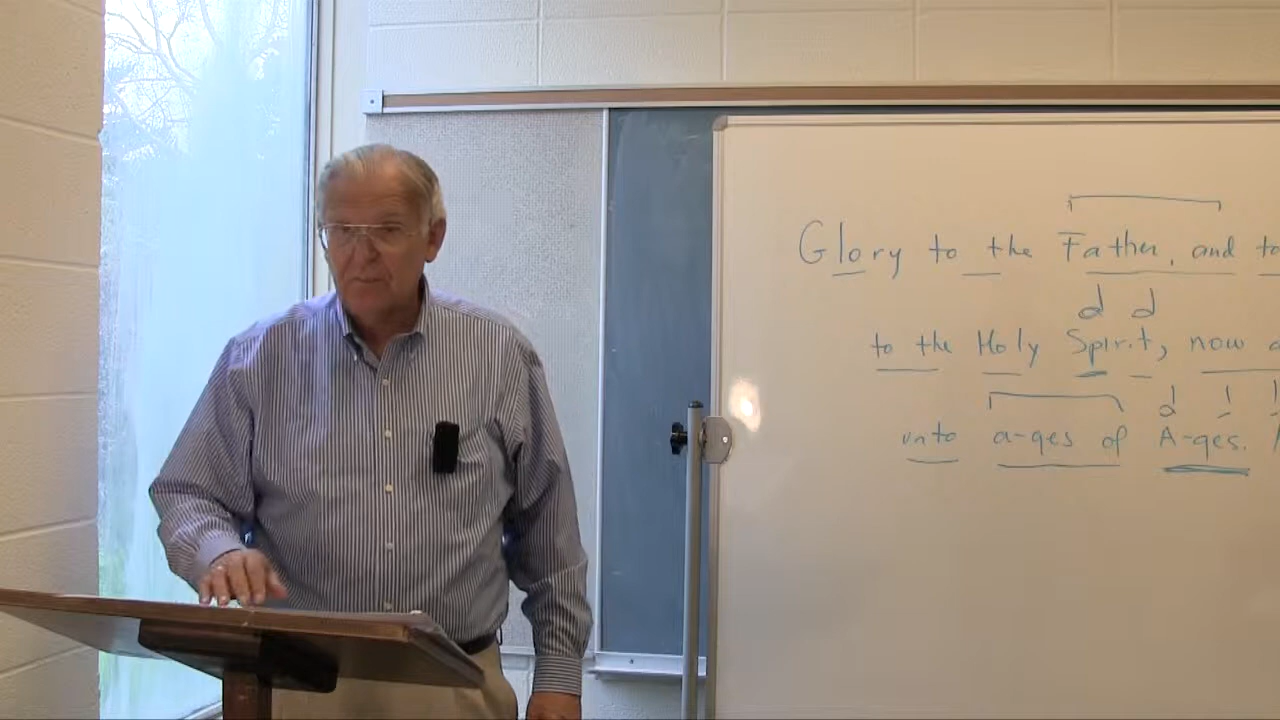 Glory to the Father, and to
to the Holy Spirit, now
unto a-ges of A-ges.